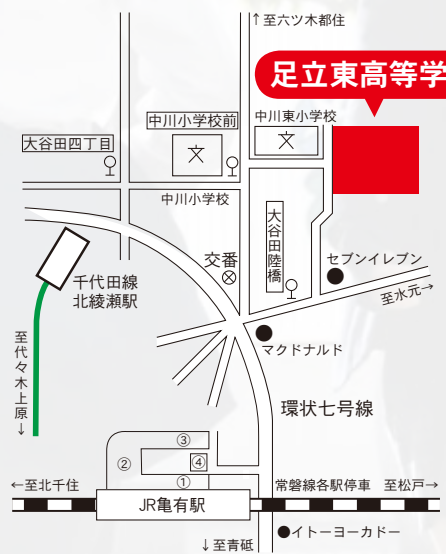 ↑至六ツ木都住
足立東高等学
中川小学校前
中川東小学校
大谷田四丁目
文
文
中川小学校
大谷田陸橋
交番
セブンイレブン
千代田線
北綾瀬駅
至水元→
マクドナルド
至代々木上原→
環状七号線
③
②
④
①
←至北千住
常磐線各駅停車
至松戸→
JR亀有駅
●イトーヨーカドー
↓至青砥